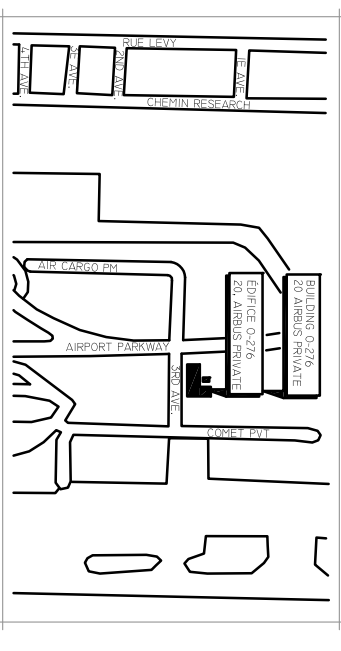 RUE LEVY
4TH AVE.
3E AVE.
2ND AVE.
1E AVE.
CHEMIN RESEARCH
AIR CARGO PM
AIRPORT PARKWAY
3RD AVE.
ÉDIFICE O-276
20, AIRBUS PRIVATE
BUILDING O-276
20 AIRBUS PRIVATE
COMET PVT